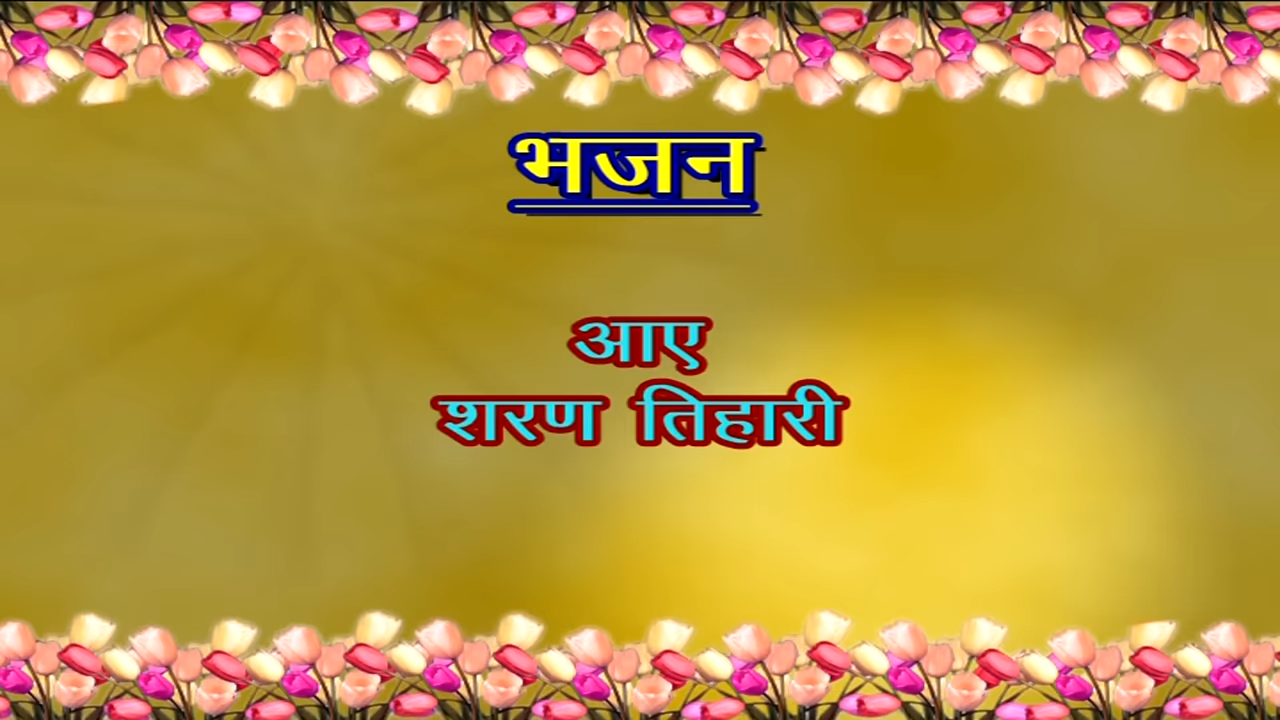 भजन
आए
शरण तिहारी